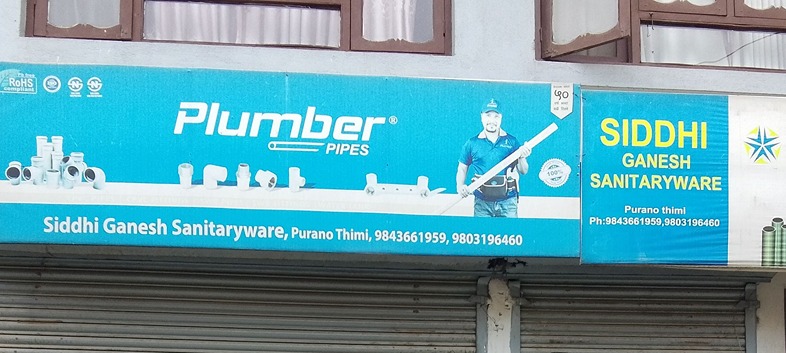 RoHS
compliant
Plumber®
PIPES
५०
100%
Siddhi Ganesh Sanitaryware, Purano Thimi, 9843661959, 9803196460
SIDDHI
GANESH
SANITARYWARE
Purano thimi
Ph:9843661959,9803196460